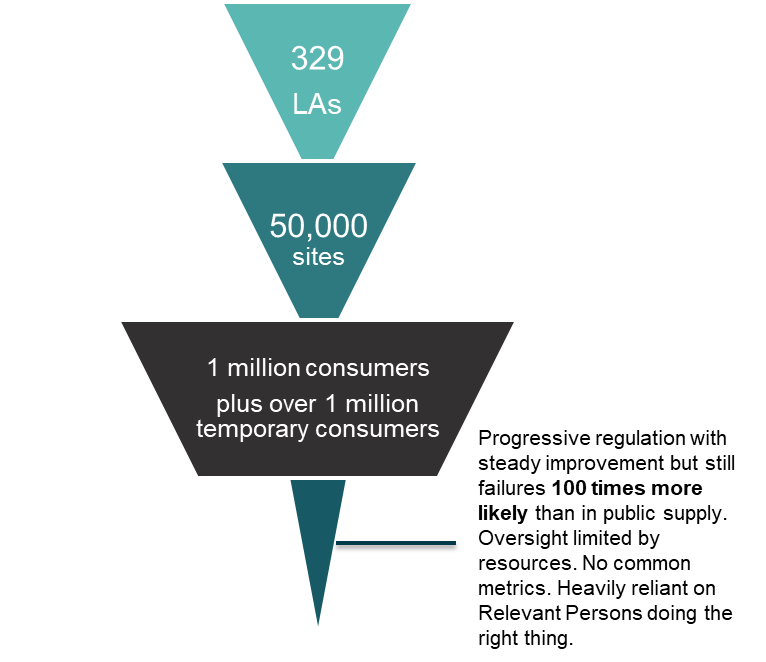 329
LAs
50,000
sites
1 million consumers
plus over 1 million
temporary consumers
Progressive regulation with
steady improvement but still
failures 100 times more
likely than in public supply.
Oversight limited by
resources. No common
metrics. Heavily reliant on
Relevant Persons doing the
right thing.